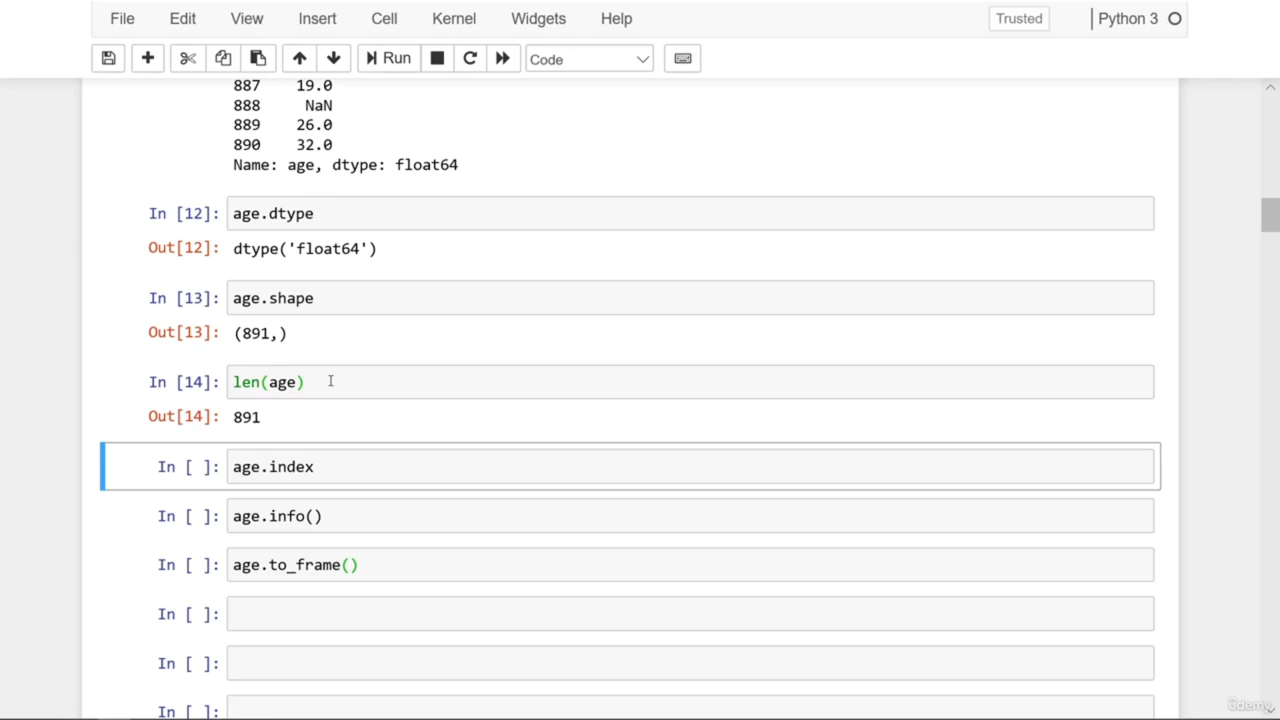 File Edit View Insert Cell Kernel Widgets Help Trusted Python 3
Run Code
887 19.0
888 NaN
889 26.0
890 32.0
Name: age, dtype: float64
In [12]: age.dtype
Out[12]: dtype('float64')
In [13]: age.shape
Out[13]: (891,)
In [14]: len(age)
Out[14]: 891
In [ ]: age.index
In [ ]: age.info()
In [ ]: age.to_frame()
In [ ]:
In [ ]:
In [ ]:
Udemy